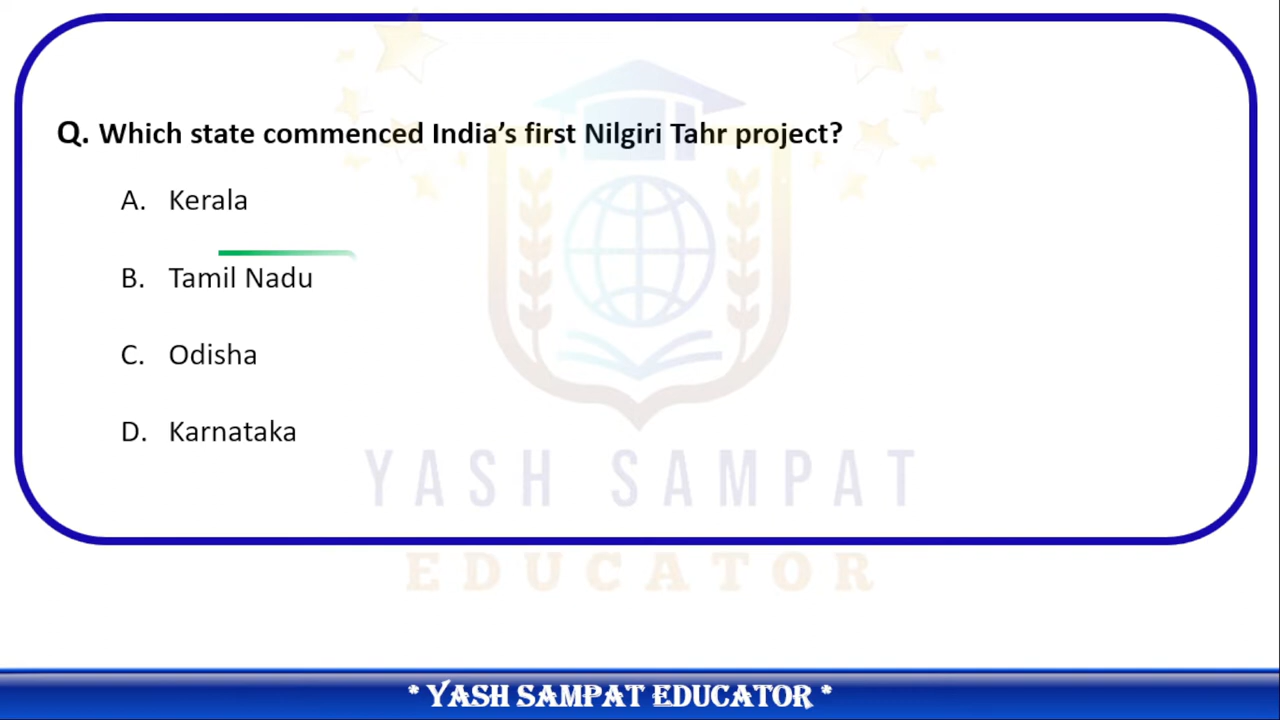 Q. Which state commenced India’s first Nilgiri Tahr project?
A. Kerala
B. Tamil Nadu
C. Odisha
D. Karnataka
YASH SAMPAT
EDUCATOR
* YASH SAMPAT EDUCATOR *